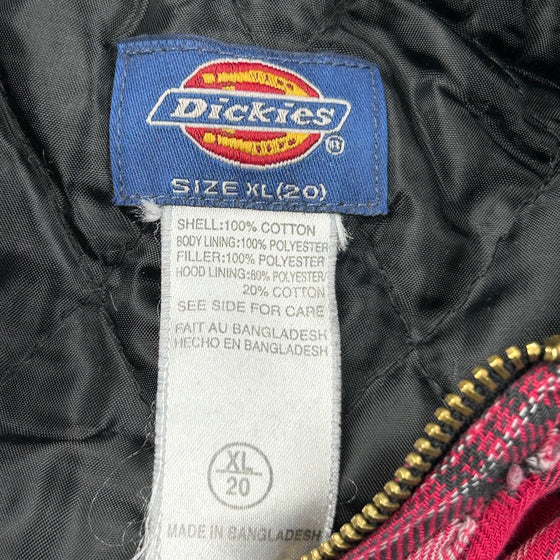 Dickies
®
SIZE XL(20)
SHELL:100% COTTON
BODY LINING:100% POLYESTER
FILLER:100% POLYESTER
HOOD LINING:80% POLYESTER/
20% COTTON
SEE SIDE FOR CARE
FAIT AU BANGLADESH
HECHO EN BANGLADESH
XL
20
MADE IN BANGLADESH